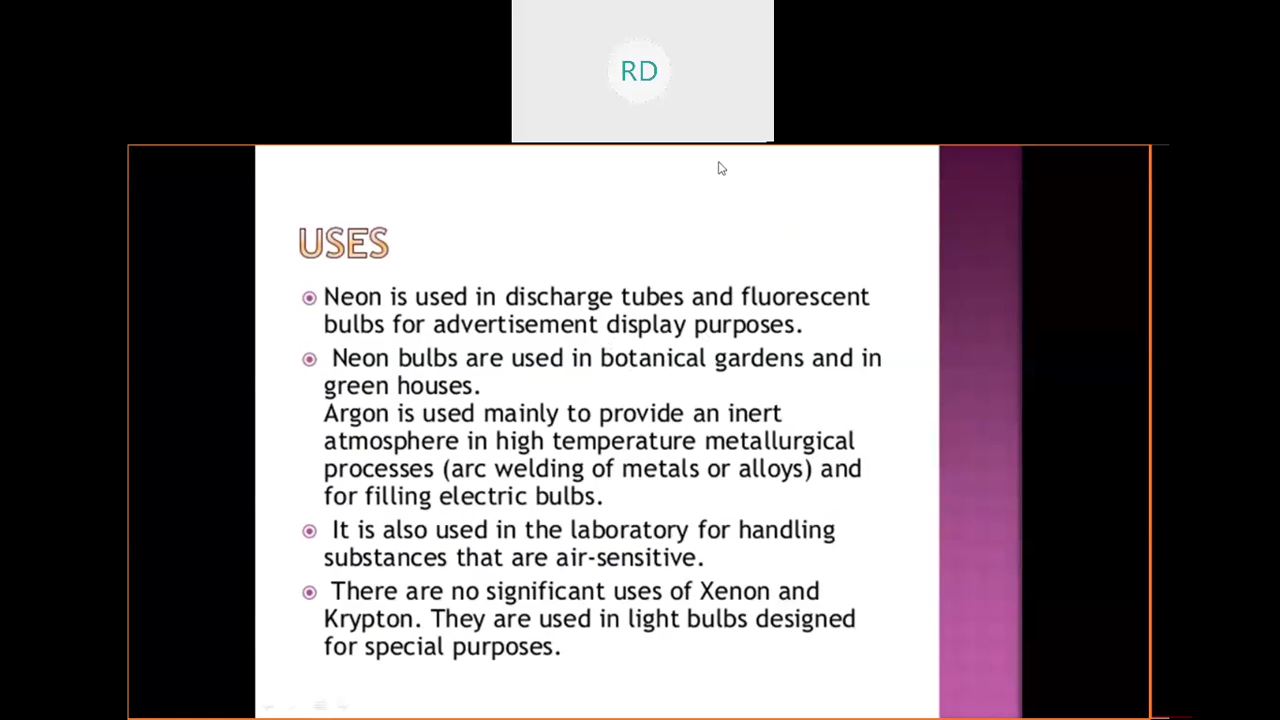 RD
USES
Neon is used in discharge tubes and fluorescent
bulbs for advertisement display purposes.
Neon bulbs are used in botanical gardens and in
green houses.
Argon is used mainly to provide an inert
atmosphere in high temperature metallurgical
processes (arc welding of metals or alloys) and
for filling electric bulbs.
It is also used in the laboratory for handling
substances that are air-sensitive.
There are no significant uses of Xenon and
Krypton. They are used in light bulbs designed
for special purposes.